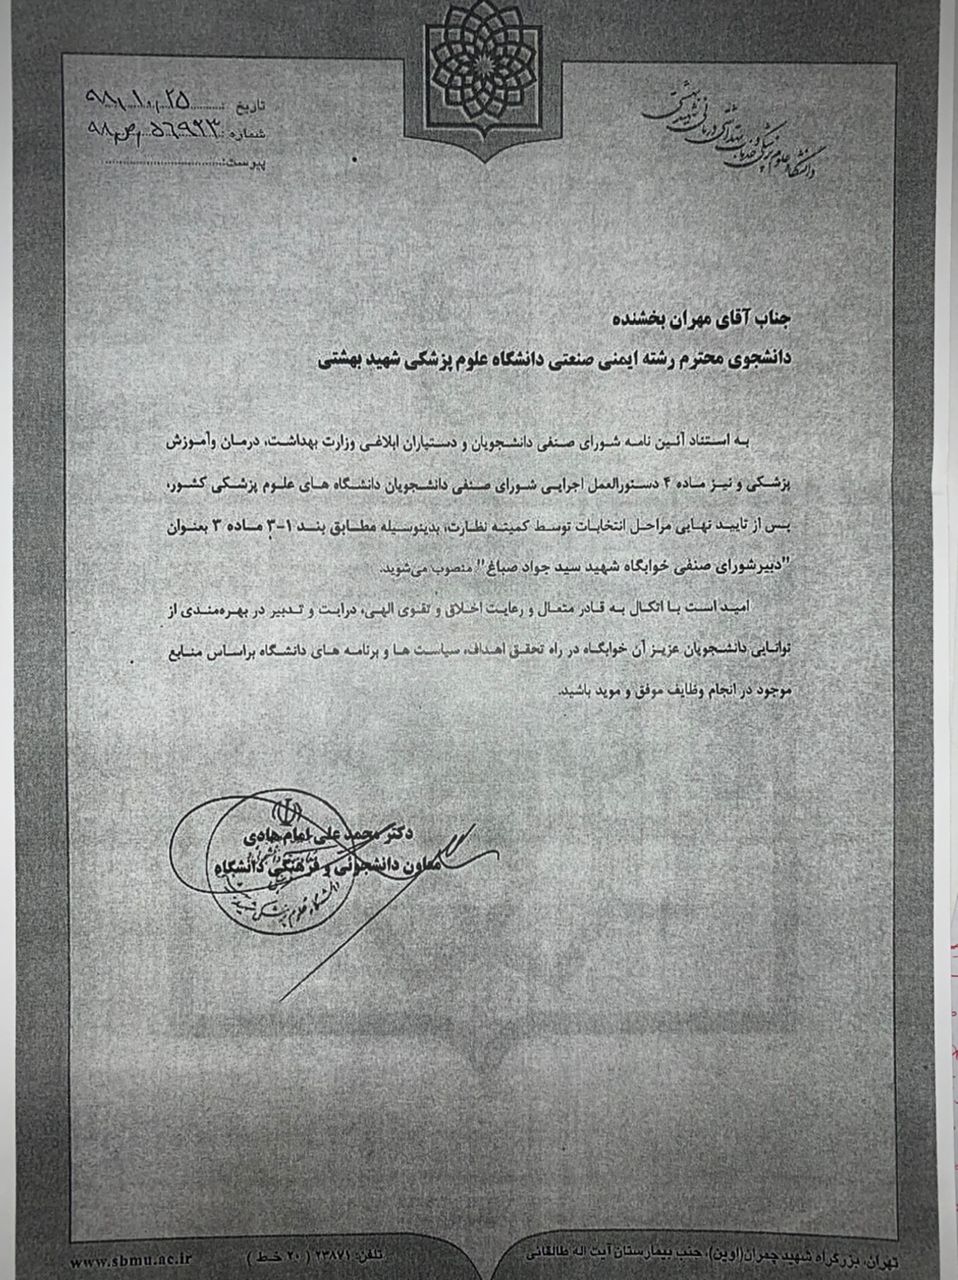 دانشگاه علوم پزشکی و خدمات بهداشتی درمانی شهید بهشتی
تاریخ : ۹۸/۱۰/۲۵
شماره : ۵۶۹۲۳/ص/۹۸
پیوست:
جناب آقای مهران بخشنده
دانشجوی محترم رشته ایمنی صنعتی دانشگاه علوم پزشکی شهید بهشتی
به استناد آئین نامه شورای صنفی دانشجویان و دستیاران ابلاغی وزارت بهداشت، درمان وآموزش
پزشکی و نیز ماده ۴ دستورالعمل اجرایی شورای صنفی دانشجویان دانشگاه های علوم پزشکی کشور،
پس از تایید نهایی مراحل انتخابات توسط کمیته نظارت، بدینوسیله مطابق بند ۱-۳ ماده ۳ بعنوان
"دبیرشورای صنفی خوابگاه شهید سید جواد صباغ" منصوب می‌شوید.
امید است با اتکال به قادر متعال و رعایت اخلاق و تقوی الهی، درایت و تدبیر در بهره‌مندی از
توانایی دانشجویان عزیز آن خوابگاه در راه تحقق اهداف، سیاست ها و برنامه های دانشگاه براساس منابع
موجود در انجام وظایف موفق و موید باشید.
دکتر محمد علی امام هادی
معاون دانشجوئی و فرهنگی دانشگاه
دانشگاه علوم پزشکی شهید
تهران، بزرگراه شهید چمران(اوین)، جنب بیمارستان آیت اله طالقانی
تلفن: ۲۳۸۷۱ ( ۲۰ خط )
www.sbmu.ac.ir